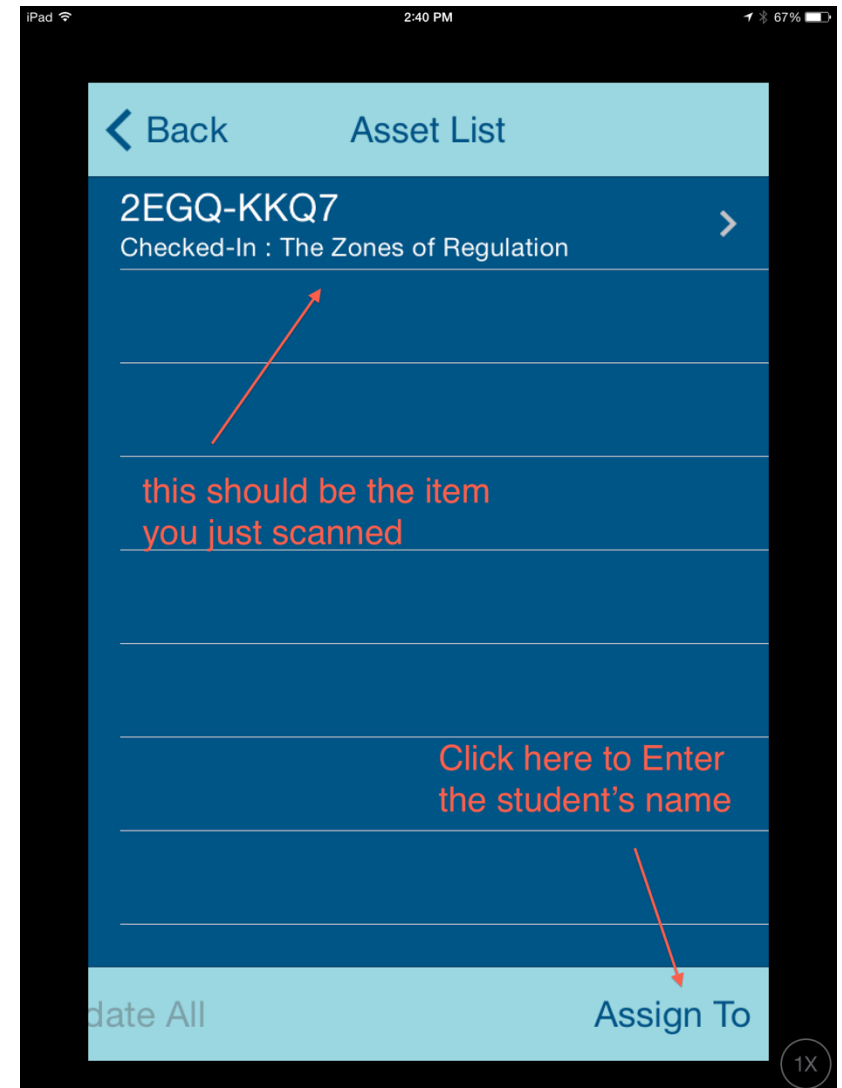 iPad 2:40 PM 67%
Back Asset List
2EGQ-KKQ7
Checked-In : The Zones of Regulation
this should be the item
you just scanned
Click here to Enter
the student’s name
date All Assign To
1X